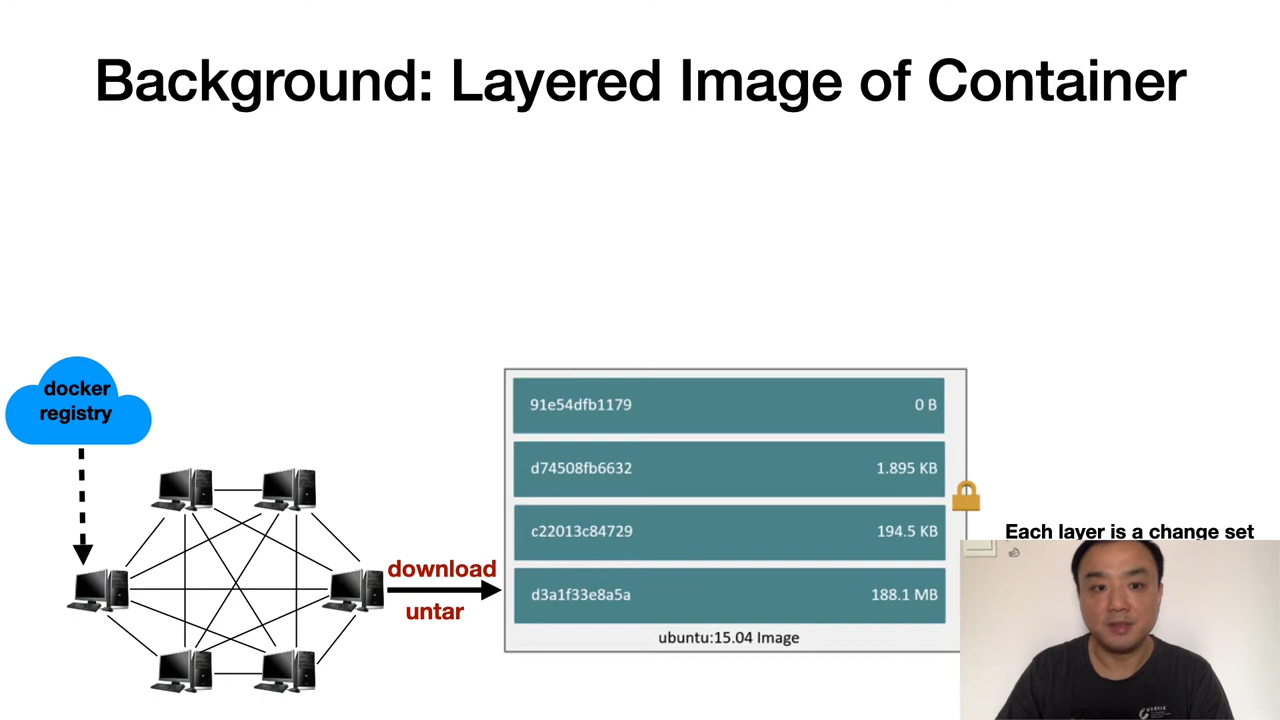 Background: Layered Image of Container
docker
registry
download
untar
91e54dfb1179 0 B
d74508fb6632 1.895 KB
c22013c84729 194.5 KB
d3a1f33e8a5a 188.1 MB
ubuntu:15.04 Image
Each layer is a change set
usenix